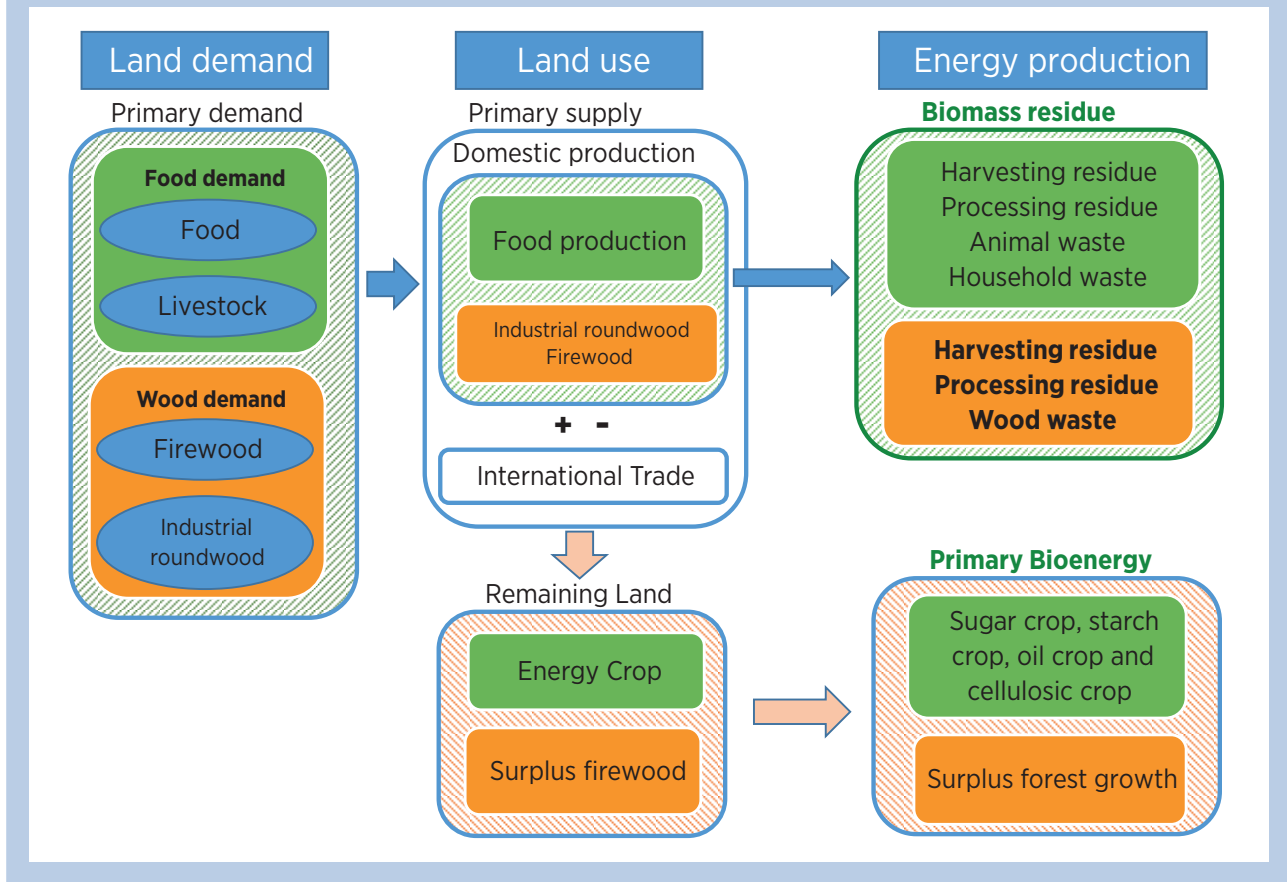 Land demand
Primary demand
Food demand
Food
Livestock
Wood demand
Firewood
Industrial
roundwood
Land use
Primary supply
Domestic production
Food production
Industrial roundwood
Firewood
+ -
International Trade
Remaining Land
Energy Crop
Surplus firewood
Energy production
Biomass residue
Harvesting residue
Processing residue
Animal waste
Household waste
Harvesting residue
Processing residue
Wood waste
Primary Bioenergy
Sugar crop, starch
crop, oil crop and
cellulosic crop
Surplus forest growth